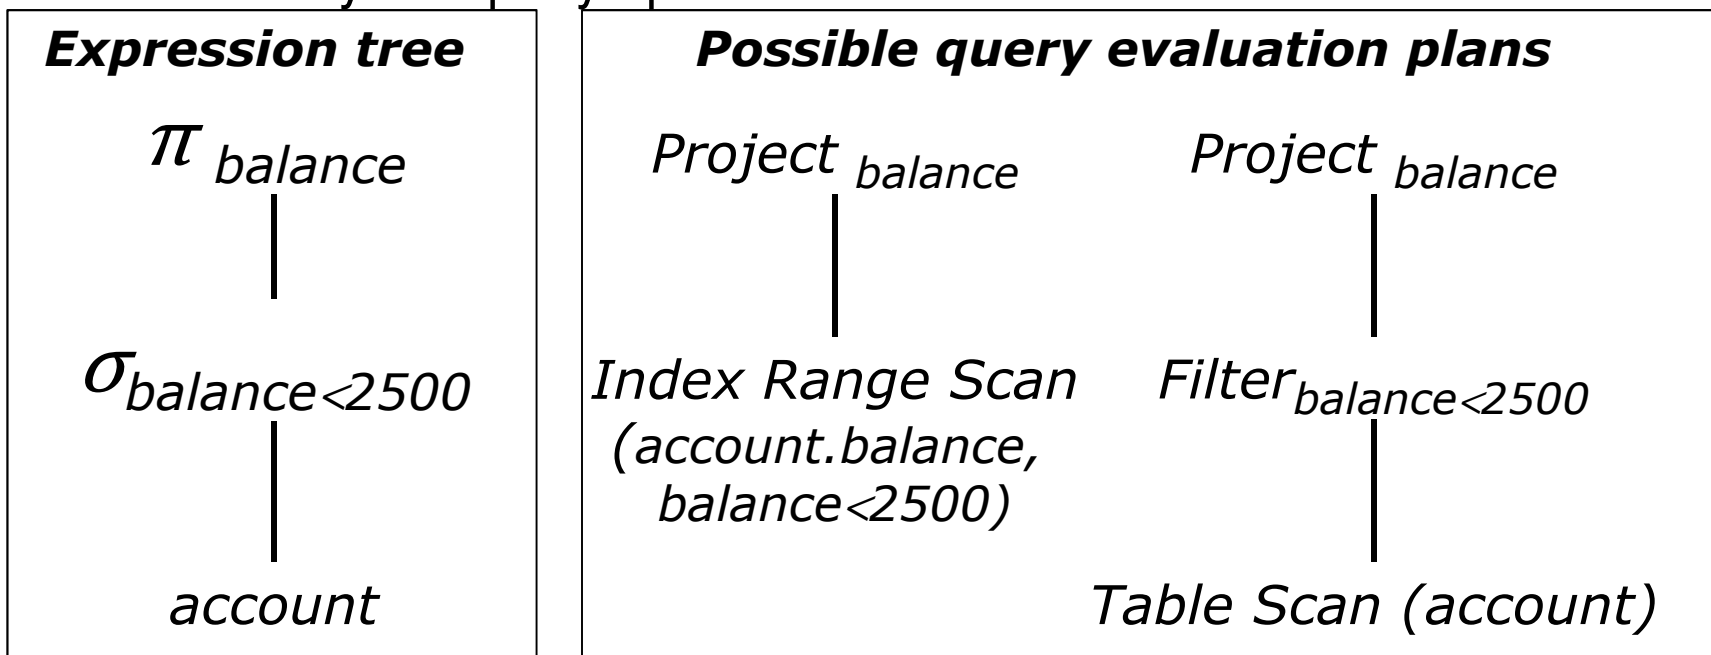 Expression tree
π balance
σbalance<2500
account
Possible query evaluation plans
Project balance
Index Range Scan
(account.balance,
balance<2500)
Project balance
Filterbalance<2500
Table Scan (account)